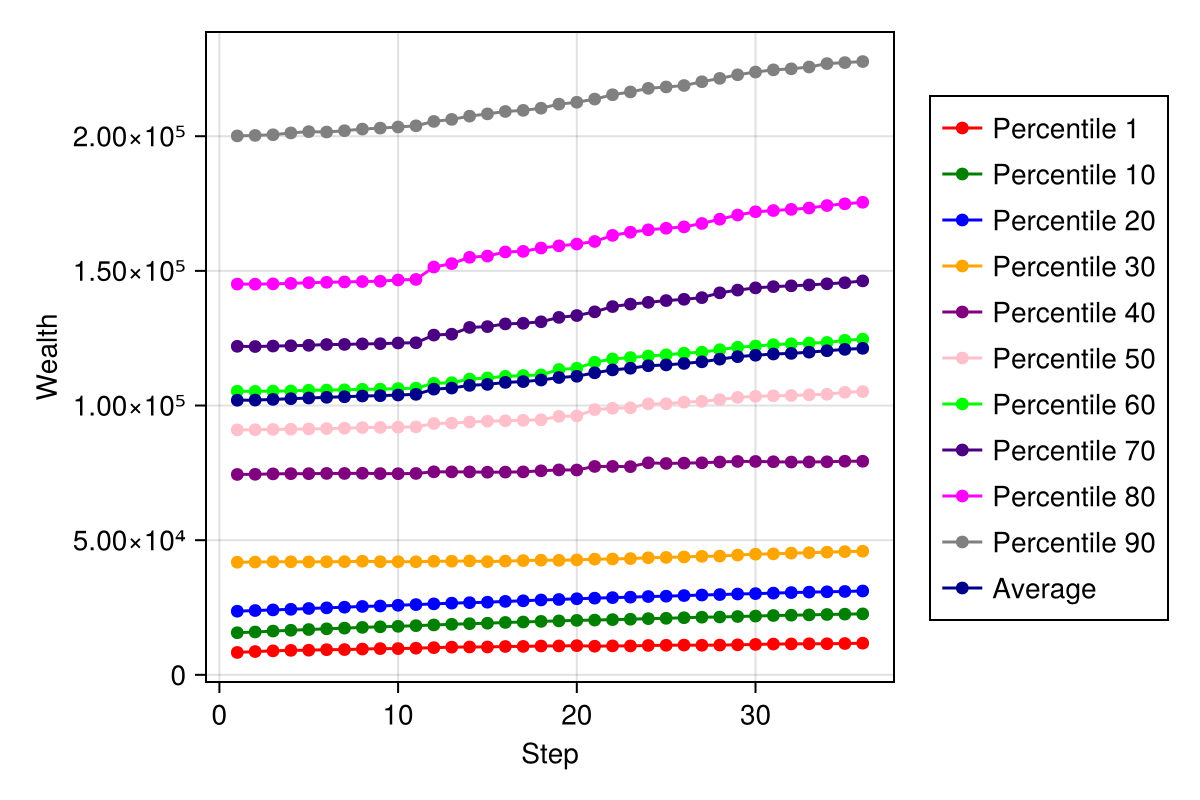 2.00×10⁵
1.50×10⁵
1.00×10⁵
5.00×10⁴
0
Wealth
0 10 20 30
Step
Percentile 1
Percentile 10
Percentile 20
Percentile 30
Percentile 40
Percentile 50
Percentile 60
Percentile 70
Percentile 80
Percentile 90
Average